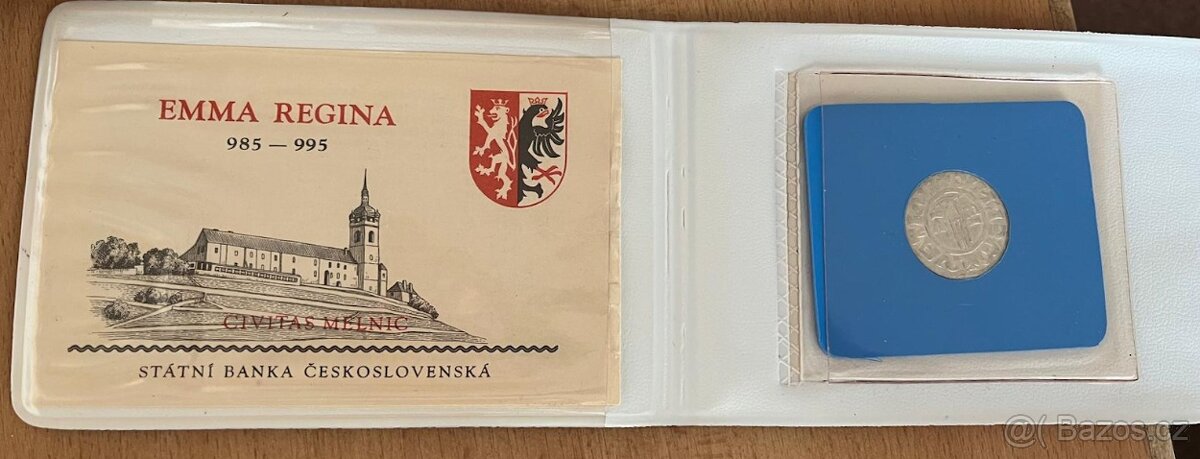 EMMA REGINA
985 — 995
CIVITAS MELNIC
STÁTNÍ BANKA ČESKOSLOVENSKÁ
@( Bazos.cz